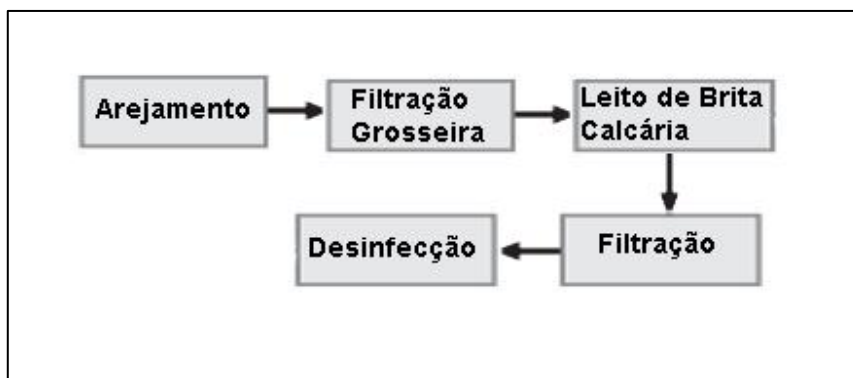 Arejamento
Filtração
Grosseira
Leito de Brita
Calcária
Filtração
Desinfecção